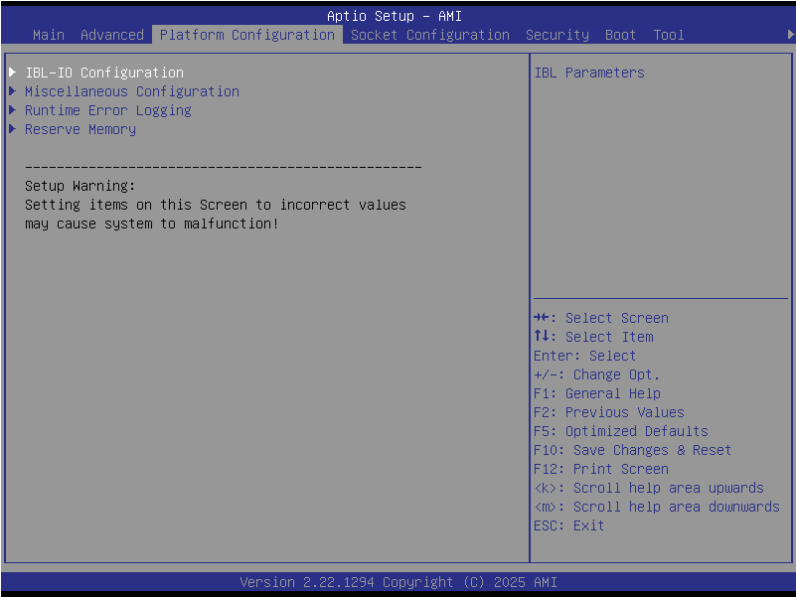 Aptio Setup – AMI
Main Advanced Platform Configuration Socket Configuration Security Boot Tool
IBL-IO Configuration
Miscellaneous Configuration
Runtime Error Logging
Reserve Memory
--------------------------------------------------
Setup Warning:
Setting items on this Screen to incorrect values
may cause system to malfunction!
IBL Parameters
→←: Select Screen
↑↓: Select Item
Enter: Select
+/-: Change Opt.
F1: General Help
F2: Previous Values
F5: Optimized Defaults
F10: Save Changes & Reset
F12: Print Screen
<k>: Scroll help area upwards
<m>: Scroll help area downwards
ESC: Exit
Version 2.22.1294 Copyright (C) 2025 AMI